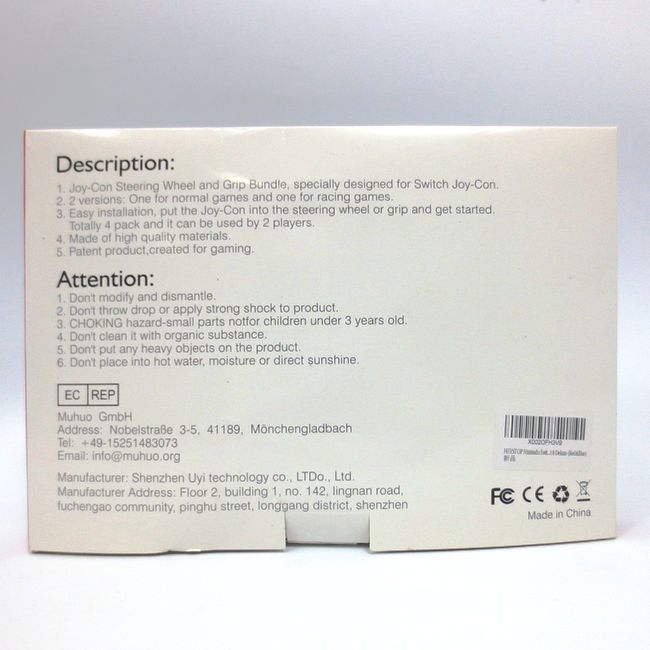 Description:
1. Joy-Con Steering Wheel and Grip Bundle, specially designed for Switch Joy-Con.
2. 2 versions: One for normal games and one for racing games.
3. Easy installation, put the Joy-Con into the steering wheel or grip and get started.
Totally 4 pack and it can be used by 2 players.
4. Made of high quality materials.
5. Patent product,created for gaming.
Attention:
1. Don't modify and dismantle.
2. Don't throw drop or apply strong shock to product.
3. CHOKING hazard-small parts notfor children under 3 years old.
4. Don't clean it with organic substance.
5. Don't put any heavy objects on the product.
6. Don't place into hot water, moisture or direct sunshine.
EC REP
Muhuo GmbH
Address: Nobelstraße 3-5, 41189, Mönchengladbach
Tel: +49-15251483073
Email: info@muhuo.org
Manufacturer: Shenzhen Uyi technology co., LTDo., Ltd.
Manufacturer Address: Floor 2, building 1, no. 142, lingnan road,
fuchengao community, pinghu street, longgang district, shenzhen
X002OFH3V9
新品
FC CE
Made in China